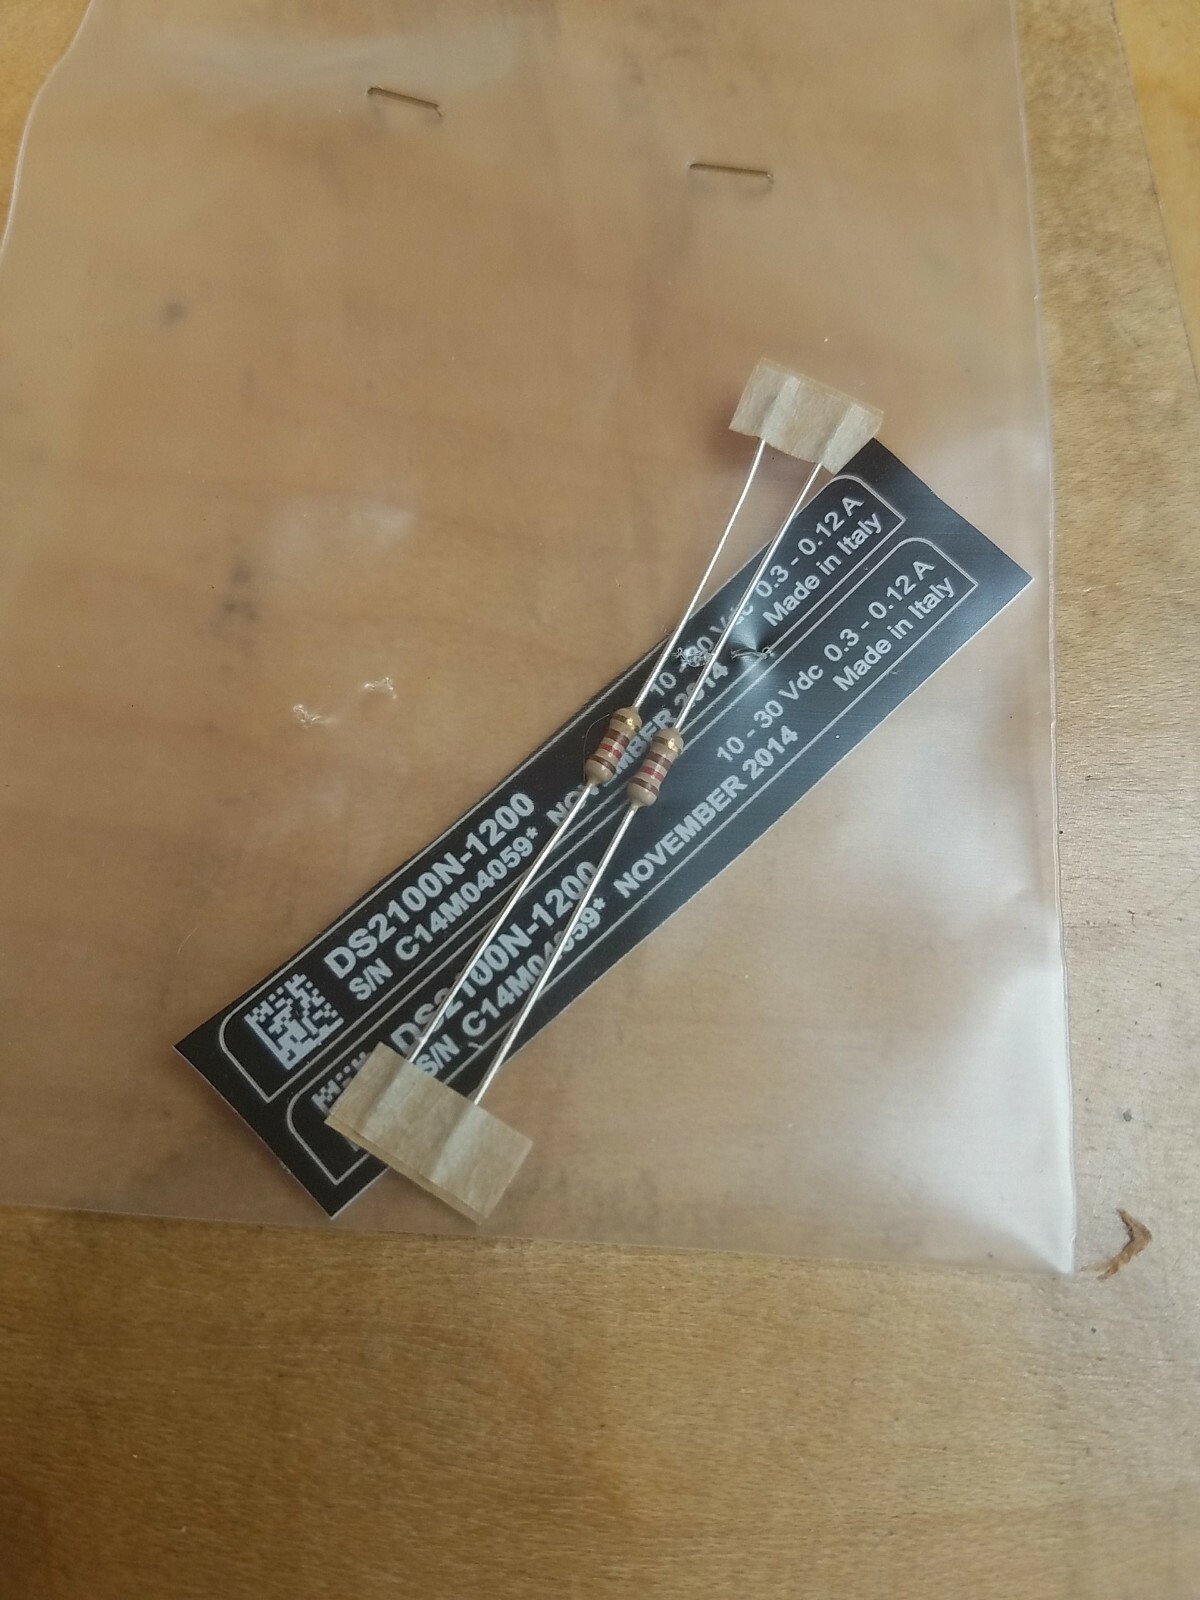 DS2100N-1200 10 - 30 Vdc 0.3 - 0.12 A
S/N C14M04059* NOVEMBER 2014 Made in Italy
DS2100N-1200 10 - 30 Vdc 0.3 - 0.12 A
S/N C14M04059* NOVEMBER 2014 Made in Italy